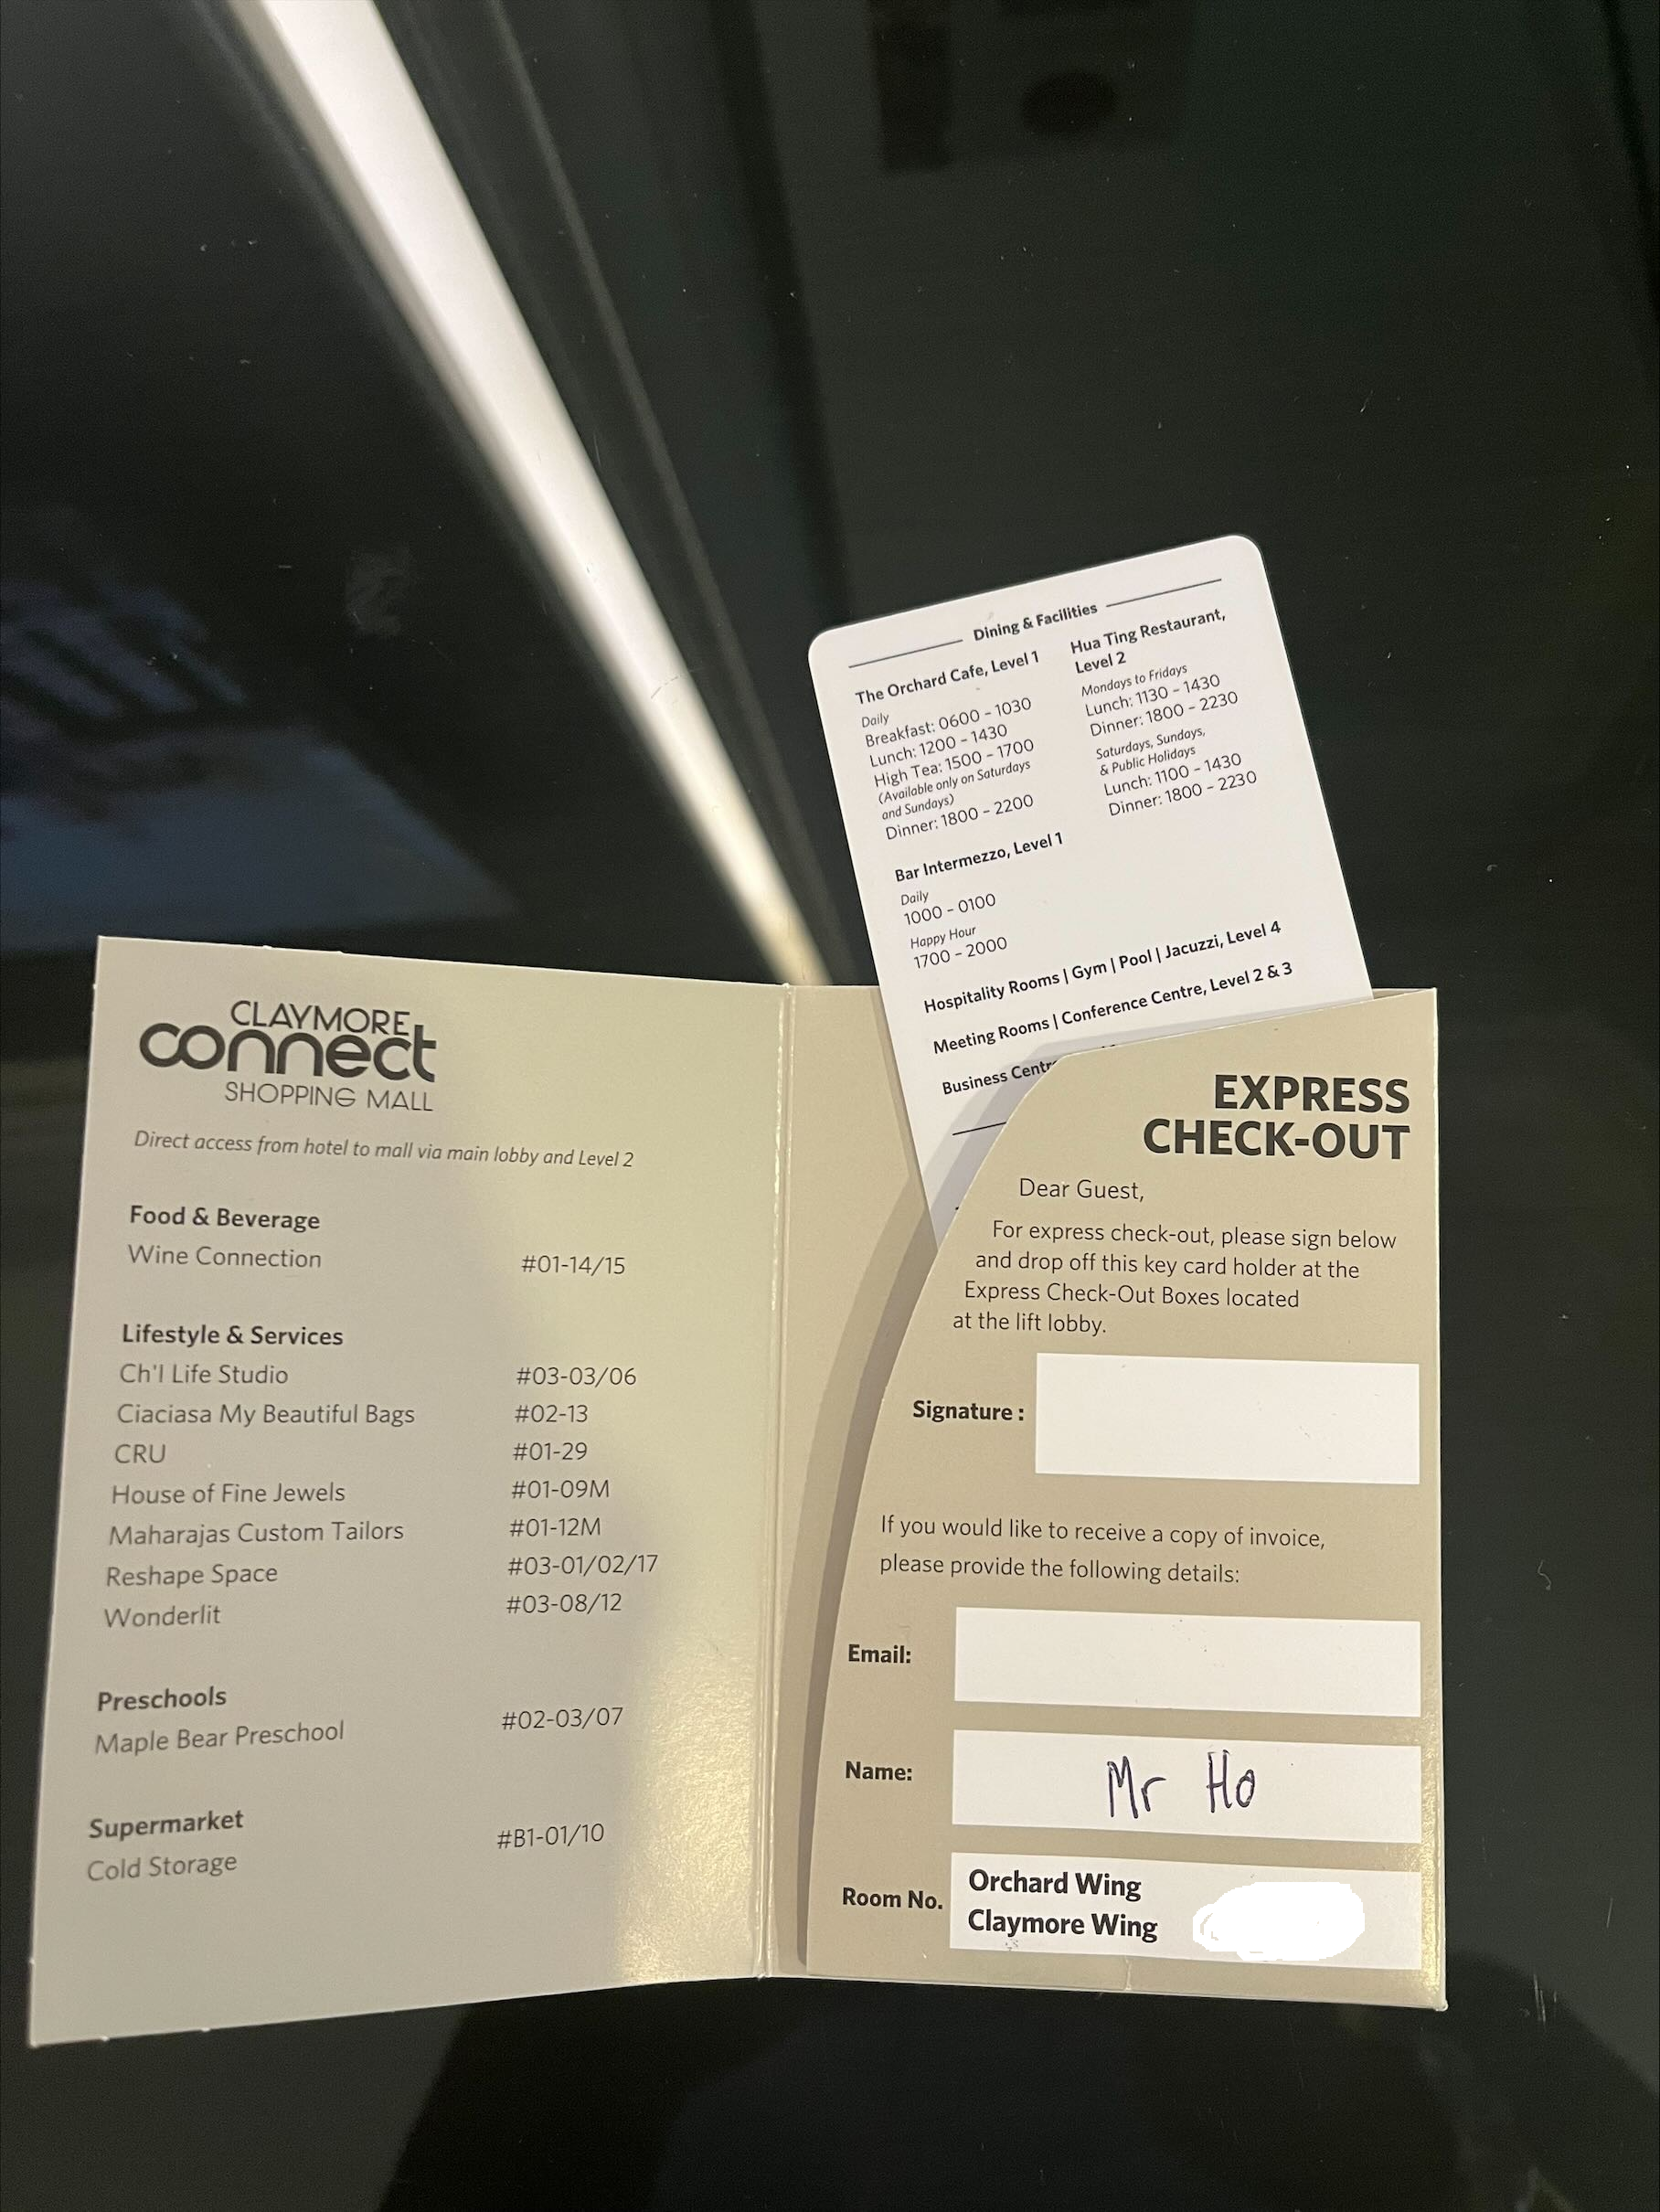 Dining & Facilities
The Orchard Cafe, Level 1
Daily
Breakfast: 0600 - 1030
Lunch: 1200 - 1430
High Tea: 1500 - 1700
(Available only on Saturdays
and Sundays)
Dinner: 1800 - 2200
Bar Intermezzo, Level 1
Daily
1000 - 0100
Happy Hour
1700 - 2000
Hua Ting Restaurant,
Level 2
Mondays to Fridays
Lunch: 1130 - 1430
Dinner: 1800 - 2230
Saturdays, Sundays,
& Public Holidays
Lunch: 1100 - 1430
Dinner: 1800 - 2230
Hospitality Rooms | Gym | Pool | Jacuzzi, Level 4
Meeting Rooms | Conference Centre, Level 2 & 3
Business Centr
CLAYMORE
connect
SHOPPING MALL
Direct access from hotel to mall via main lobby and Level 2
Food & Beverage
Wine Connection #01-14/15
Lifestyle & Services
Ch'I Life Studio #03-03/06
Ciaciasa My Beautiful Bags #02-13
CRU #01-29
House of Fine Jewels #01-09M
Maharajas Custom Tailors #01-12M
Reshape Space #03-01/02/17
Wonderlit #03-08/12
Preschools
Maple Bear Preschool #02-03/07
Supermarket
Cold Storage #B1-01/10
EXPRESS
CHECK-OUT
Dear Guest,
For express check-out, please sign below
and drop off this key card holder at the
Express Check-Out Boxes located
at the lift lobby.
Signature :
If you would like to receive a copy of invoice,
please provide the following details:
Email:
Name: Mr Ho
Room No. Orchard Wing
Claymore Wing